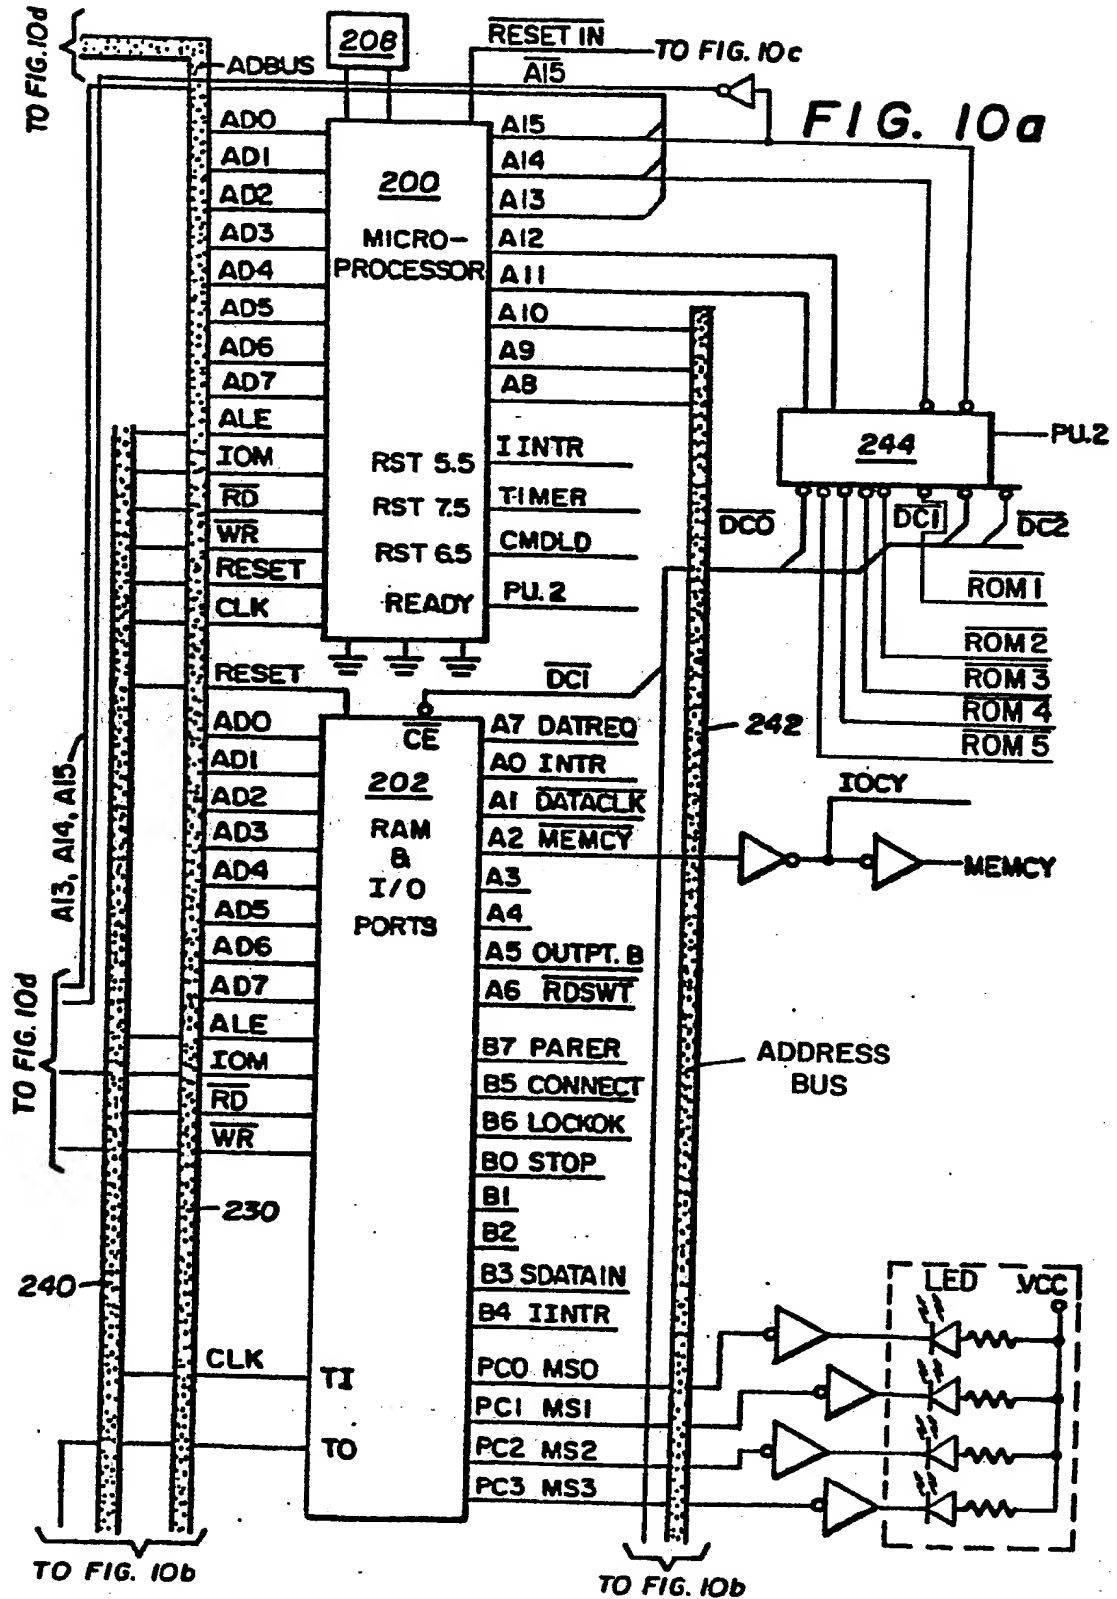 TO FIG. 10d
208
RESET IN
TO FIG. 10c
ADBUS
A15
FIG. 10a
AD0
AD1
AD2
AD3
AD4
AD5
AD6
AD7
ALE
IOM
RD
WR
RESET
CLK
200
MICRO-
PROCESSOR
RST 5.5
RST 7.5
RST 6.5
READY
A15
A14
A13
A12
A11
A10
A9
A8
I INTR
TIMER
CMDLD
PU.2
244
PU.2
DC0
DC1
DC2
ROM 1
ROM 2
ROM 3
ROM 4
ROM 5
RESET
AD0
AD1
AD2
AD3
AD4
AD5
AD6
AD7
ALE
IOM
RD
WR
CLK
DC1
CE
202
RAM
&
I/O
PORTS
TI
TO
A7 DATREQ
A0 INTR
A1 DATACLK
A2 MEMCY
A3
A4
A5 OUTPT. B
A6 RDSWT
B7 PARER
B5 CONNECT
B6 LOCKOK
B0 STOP
B1
B2
B3 SDATAIN
B4 IINTR
PC0 MS0
PC1 MS1
PC2 MS2
PC3 MS3
242
IOCY
MEMCY
ADDRESS
BUS
A13, A14, A15
TO FIG. 10d
230
240
LED
VCC
TO FIG. 10b
TO FIG. 10b